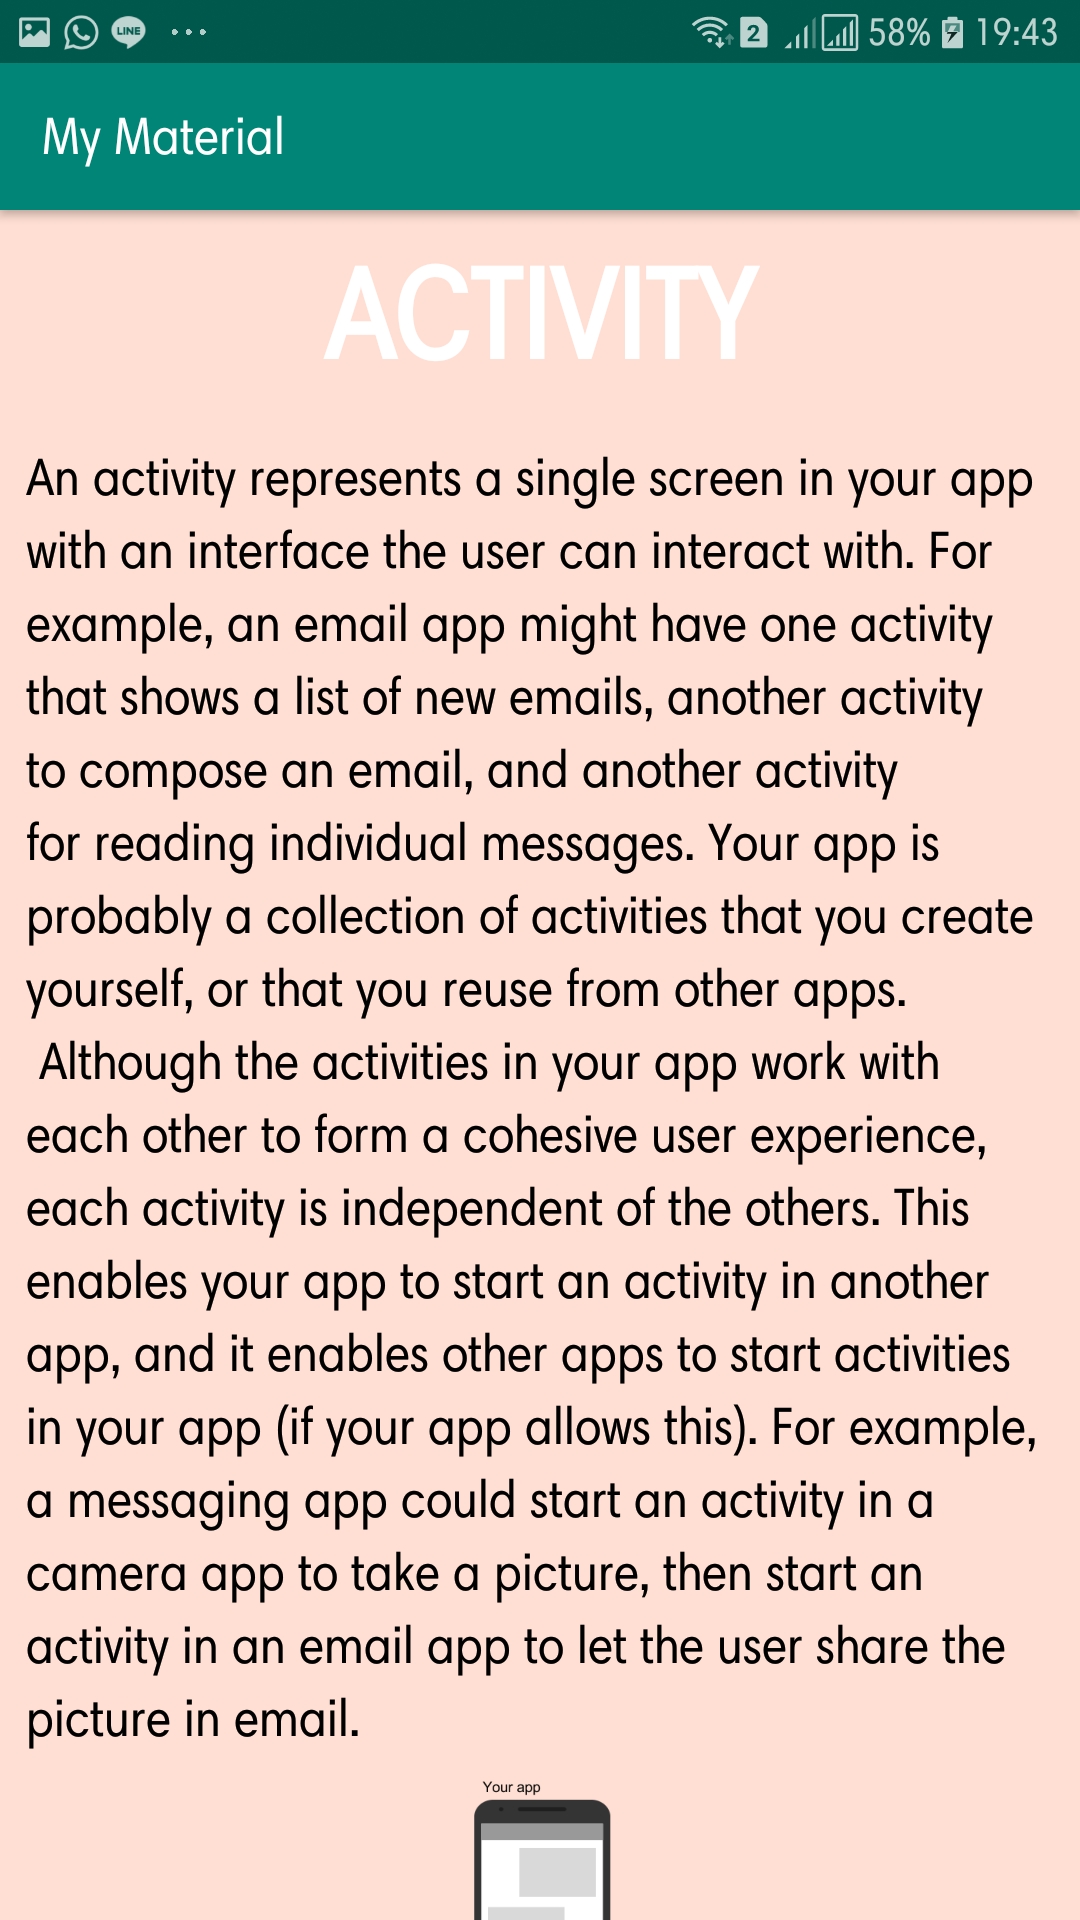 LINE
2
58%
19:43
My Material
ACTIVITY
An activity represents a single screen in your app
with an interface the user can interact with. For
example, an email app might have one activity
that shows a list of new emails, another activity
to compose an email, and another activity
for reading individual messages. Your app is
probably a collection of activities that you create
yourself, or that you reuse from other apps.
Although the activities in your app work with
each other to form a cohesive user experience,
each activity is independent of the others. This
enables your app to start an activity in another
app, and it enables other apps to start activities
in your app (if your app allows this). For example,
a messaging app could start an activity in a
camera app to take a picture, then start an
activity in an email app to let the user share the
picture in email.
Your app